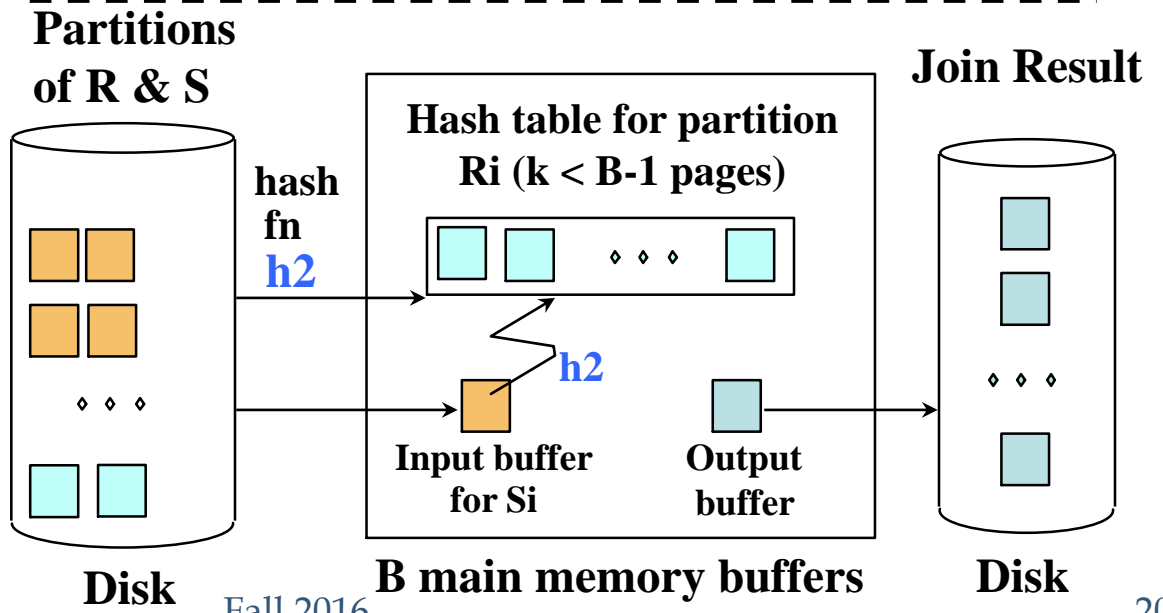 Partitions
of R & S
Join Result
Hash table for partition
Ri (k < B-1 pages)
hash
fn
h2
h2
Input buffer
for Si
Output
buffer
Disk
B main memory buffers
Disk
Fall 2016